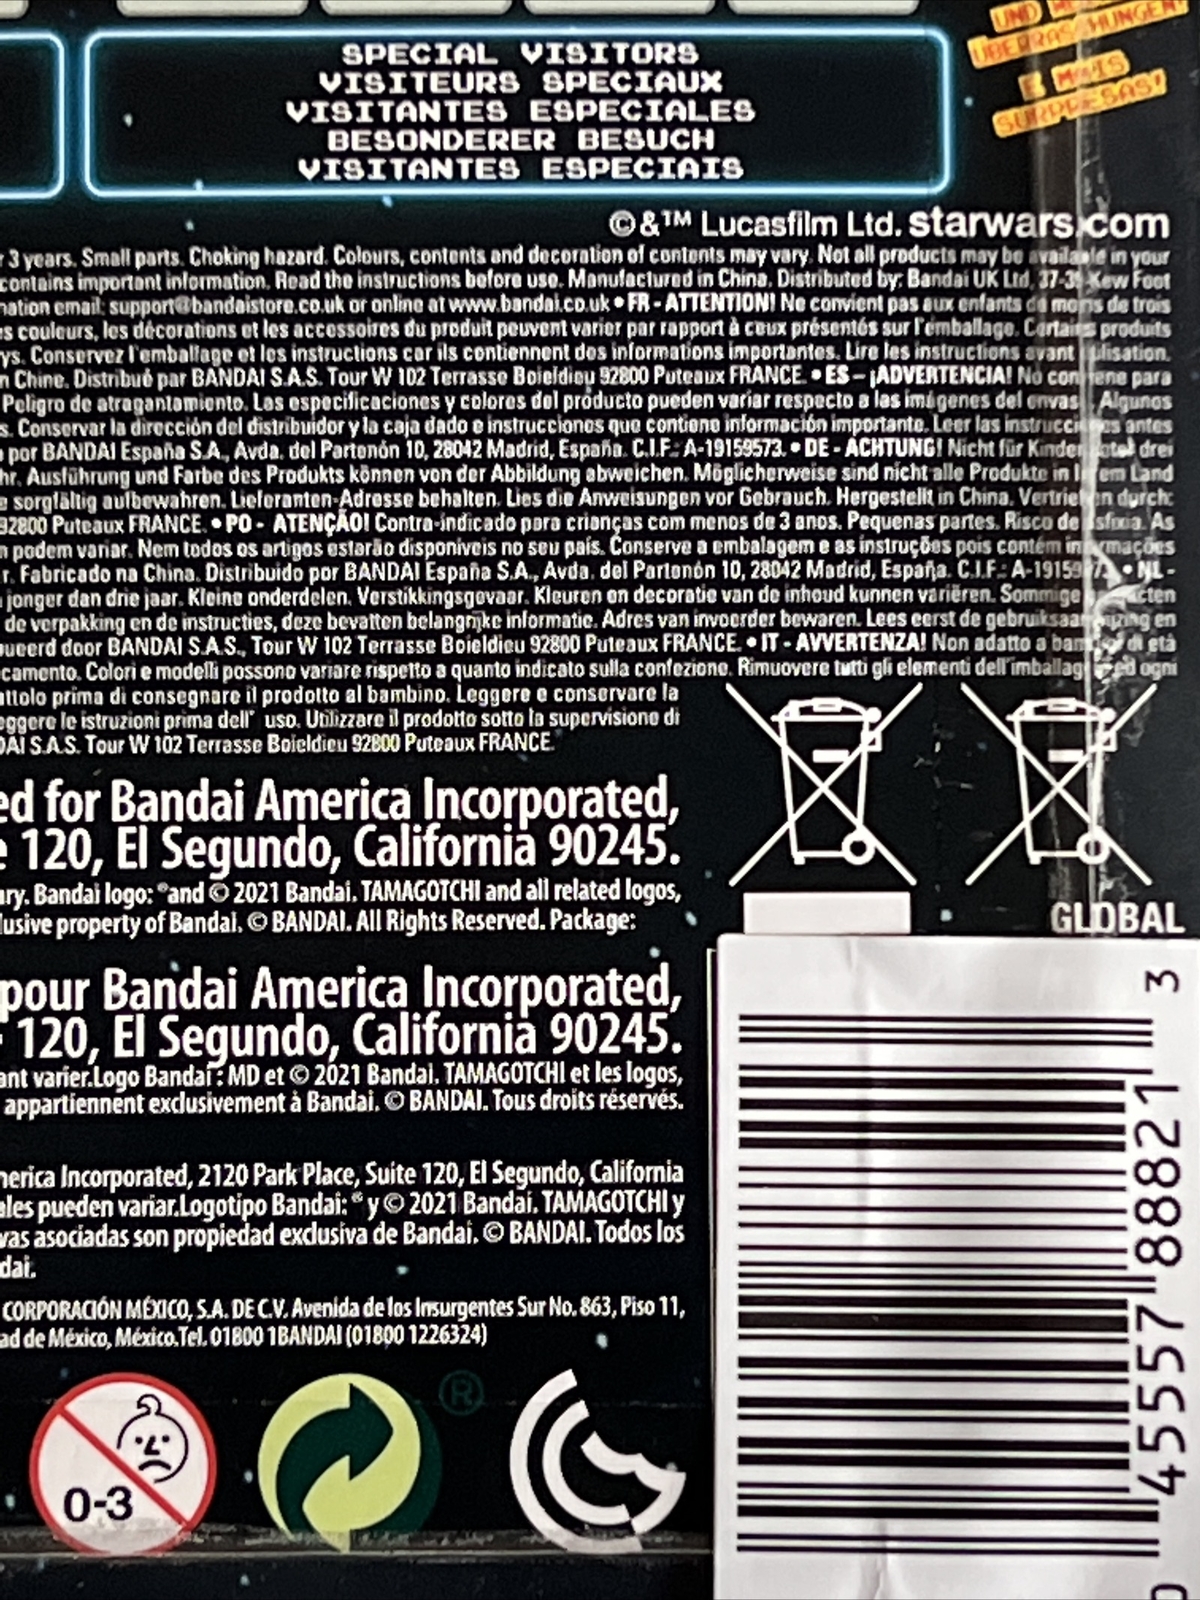 UND
ÜBERRASCHUNGEN!
E MAIS
SURPRESAS!
SPECIAL VISITORS
VISITEURS SPECIAUX
VISITANTES ESPECIALES
BESONDERER BESUCH
VISITANTES ESPECIAIS
©&™ Lucasfilm Ltd. starwars.com
r 3 years. Small parts. Choking hazard. Colours, contents and decoration of contents may vary. Not all products may be available in your
contains important information. Read the instructions before use. Manufactured in China. Distributed by: Bandai UK Ltd, 37-39 Kew Foot
mation email: support@bandaistore.co.uk or online at www.bandai.co.uk • FR - ATTENTION! Ne convient pas aux enfants de moins de trois
s couleurs, les décorations et les accessoires du produit peuvent varier par rapport à ceux présentés sur l'emballage. Certains produits
ys. Conservez l'emballage et les instructions car ils contiennent des informations importantes. Lire les instructions avant utilisation.
n Chine. Distribué par BANDAI S.A.S. Tour W 102 Terrasse Boieldieu 92800 Puteaux FRANCE. • ES – ¡ADVERTENCIA! No conviene para
Peligro de atragantamiento. Las especificaciones y colores del producto pueden variar respecto a las imágenes del envase. Algunos
s. Conservar la dirección del distribuidor y la caja dado e instrucciones que contiene información importante. Leer las instrucciones antes
por BANDAI España S.A., Avda. del Partenón 10, 28042 Madrid, España. C.I.F.: A-19159573. • DE - ACHTUNG! Nicht für Kinder unter drei
hr. Ausführung und Farbe des Produkts können von der Abbildung abweichen. Möglicherweise sind nicht alle Produkte in Ihrem Land
e sorgfältig aufbewahren. Lieferanten-Adresse behalten. Lies die Anweisungen vor Gebrauch. Hergestellt in China. Vertrieben durch:
92800 Puteaux FRANCE. • PO - ATENÇÃO! Contra-indicado para crianças com menos de 3 anos. Pequenas partes. Risco de asfixia. As
n podem variar. Nem todos os artigos estarão disponíveis no seu país. Conserve a embalagem e as instruções pois contém informações
r. Fabricado na China. Distribuido por BANDAI España S.A., Avda. del Partenón 10, 28042 Madrid, España. C.I.F.: A-19159573. • NL -
jonger dan drie jaar. Kleine onderdelen. Verstikkingsgevaar. Kleuren en decoratie van de inhoud kunnen variëren. Sommige
de verpakking en de instructies, deze bevatten belangrijke informatie. Adres van invoerder bewaren. Lees eerst de gebruiksaanwijzing en
ueerd door BANDAI S.A.S., Tour W 102 Terrasse Boieldieu 92800 Puteaux FRANCE. • IT - AVVERTENZA! Non adatto a bambini di età
camento. Colori e modelli possono variare rispetto a quanto indicato sulla confezione. Rimuovere tutti gli elementi dell'imballaggio ed ogni
attolo prima di consegnare il prodotto al bambino. Leggere e conservare la
eggere le istruzioni prima dell' uso. Utilizzare il prodotto sotto la supervisione di
DAI S.A.S. Tour W 102 Terrasse Boieldieu 92800 Puteaux FRANCE.
ed for Bandai America Incorporated,
e 120, El Segundo, California 90245.
ary. Bandai logo: ®and © 2021 Bandai. TAMAGOTCHI and all related logos,
lusive property of Bandai. © BANDAI. All Rights Reserved. Package:
pour Bandai America Incorporated,
120, El Segundo, California 90245.
ant varier.Logo Bandai : MD et © 2021 Bandai. TAMAGOTCHI et les logos,
appartiennent exclusivement à Bandai. © BANDAI. Tous droits réservés.
merica Incorporated, 2120 Park Place, Suite 120, El Segundo, California
ales pueden variar.Logotipo Bandai: ® y © 2021 Bandai. TAMAGOTCHI y
vas asociadas son propiedad exclusiva de Bandai. © BANDAI. Todos los
dai.
CORPORACIÓN MÉXICO, S.A. DE C.V. Avenida de los Insurgentes Sur No. 863, Piso 11,
ad de México, México.Tel. 01800 1BANDAI (01800 1226324)
GLOBAL
0-3
®
0 45557 88821 3